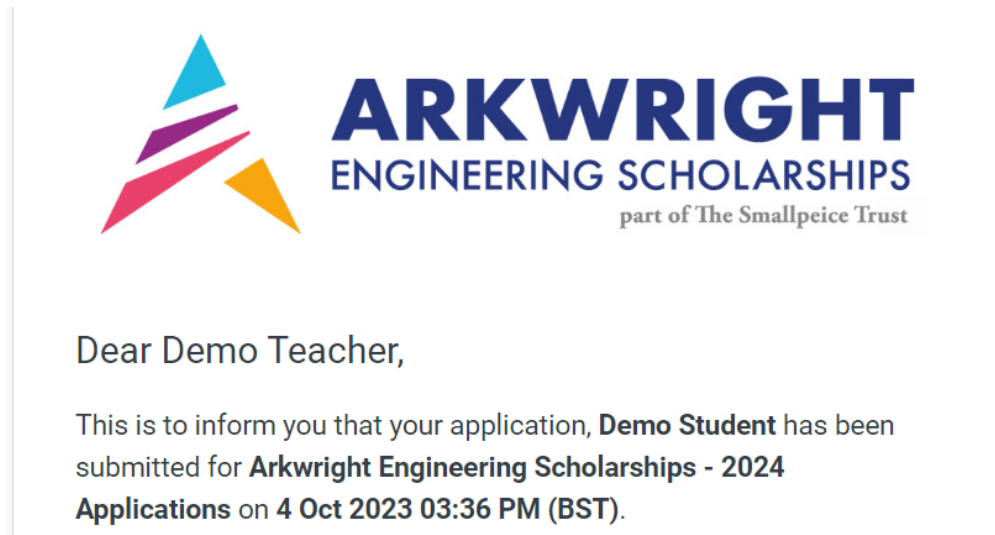 ARKWRIGHT
ENGINEERING SCHOLARSHIPS
part of The Smallpeice Trust
Dear Demo Teacher,
This is to inform you that your application, Demo Student has been
submitted for Arkwright Engineering Scholarships - 2024
Applications on 4 Oct 2023 03:36 PM (BST).